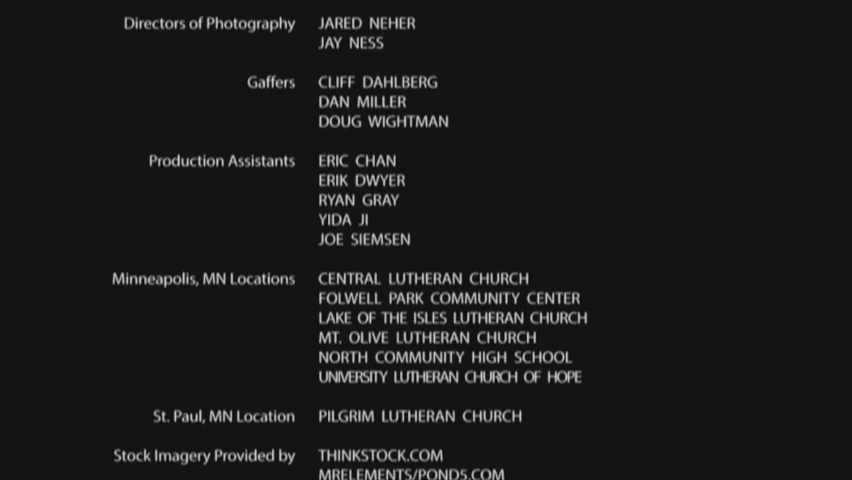 Directors of Photography JARED NEHER
JAY NESS
Gaffers CLIFF DAHLBERG
DAN MILLER
DOUG WIGHTMAN
Production Assistants ERIC CHAN
ERIK DWYER
RYAN GRAY
YIDA JI
JOE SIEMSEN
Minneapolis, MN Locations CENTRAL LUTHERAN CHURCH
FOLWELL PARK COMMUNITY CENTER
LAKE OF THE ISLES LUTHERAN CHURCH
MT. OLIVE LUTHERAN CHURCH
NORTH COMMUNITY HIGH SCHOOL
UNIVERSITY LUTHERAN CHURCH OF HOPE
St. Paul, MN Location PILGRIM LUTHERAN CHURCH
Stock Imagery Provided by THINKSTOCK.COM
MRELEMENTS/POND5.COM